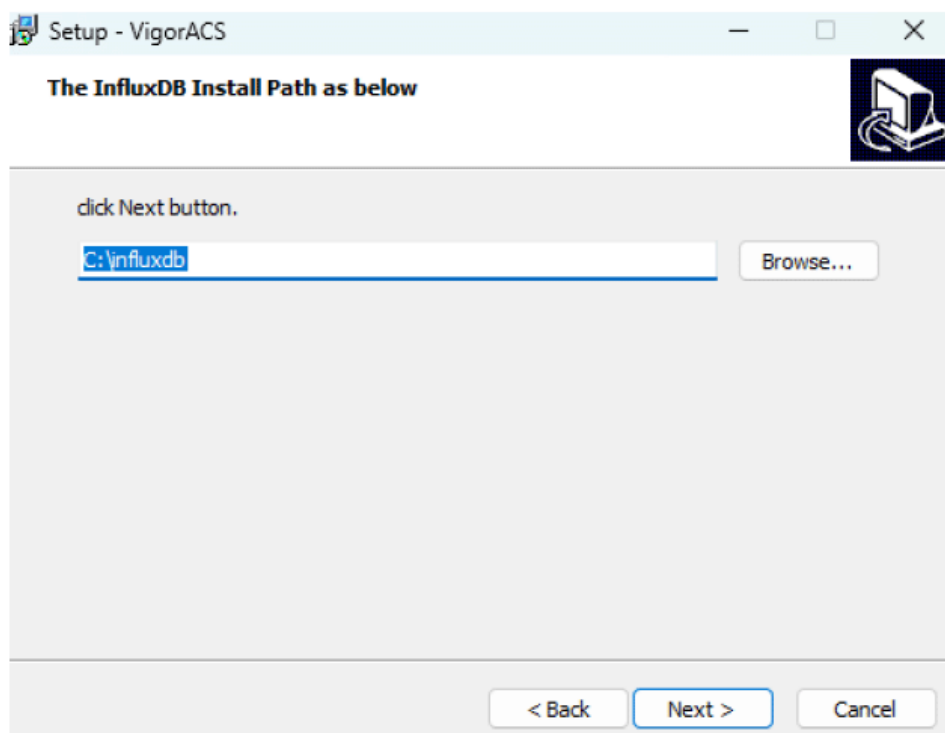 Setup - VigorACS
The InfluxDB Install Path as below
click Next button.
C:\influxdb
Browse...
< Back
Next >
Cancel